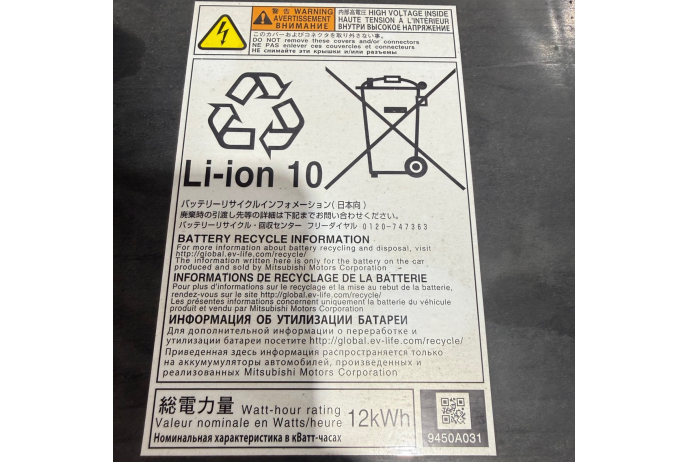 警告 WARNING
AVERTISSEMENT
ВНИМАНИЕ
内部高電圧 HIGH VOLTAGE INSIDE
HAUTE TENSION À L'INTÉRIEUR
ВНУТРИ ВЫСОКОЕ НАПРЯЖЕНИЕ
このカバーおよびコネクタを取り外さない事。
DO NOT remove these covers and/or connectors
NE PAS enlever ces couvercles et connecteurs
НЕ снимайте эти крышки и/или разъемы
Li-ion 10
バッテリーリサイクルインフォメーション(日本向)
廃棄時の引渡し先等の詳細は下記までお問い合わせください。
バッテリーリサイクル・回収センター フリーダイヤル 0120-747363
BATTERY RECYCLE INFORMATION
For more information about battery recycling and disposal, visit
http://global.ev-life.com/recycle/
The information written here is only for the battery on the car
produced and sold by Mitsubishi Motors Corporation
INFORMATIONS DE RECYCLAGE DE LA BATTERIE
Pour plus d'informations sur le recyclage et la mise au rebut de la batterie,
rendez-vous sur le site http://global.ev-life.com/recycle/
Les présentes informations concernent uniquement la batterie du véhicule
produit et vendu par Mitsubishi Motors Corporation
ИНФОРМАЦИЯ ОБ УТИЛИЗАЦИИ БАТАРЕИ
Для дополнительной информации о переработке и
утилизации батареи посетите http://global.ev-life.com/recycle/
Приведенная здесь информация распространяется только
на аккумуляторы автомобилей, произведенных и
реализованных Mitsubishi Motors Corporation
総電力量 Watt-hour rating
Valeur nominale en Watts/heure
Номинальная характеристика в кВатт-часах
12kWh
9450A031